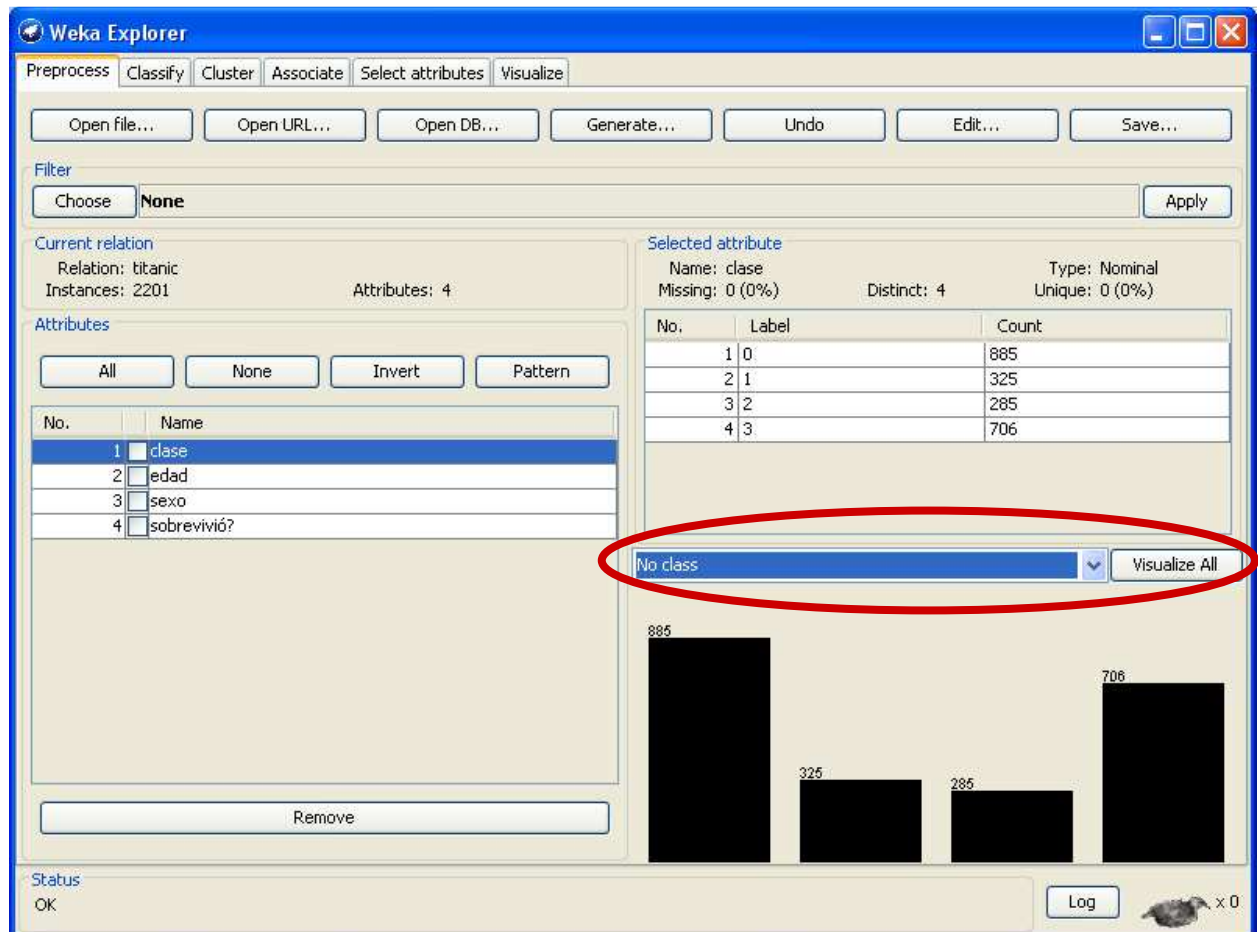 Weka Explorer
Preprocess Classify Cluster Associate Select attributes Visualize
Open file... Open URL... Open DB... Generate... Undo Edit... Save...
Filter
Choose None Apply
Current relation
Relation: titanic
Instances: 2201 Attributes: 4
Attributes
All None Invert Pattern
No. Name
1 clase
2 edad
3 sexo
4 sobrevivió?
Remove
Selected attribute
Name: clase Type: Nominal
Missing: 0 (0%) Distinct: 4 Unique: 0 (0%)
No. Label Count
1 0 885
2 1 325
3 2 285
4 3 706
No class Visualize All
885
706
325
285
Status
OK
Log x 0